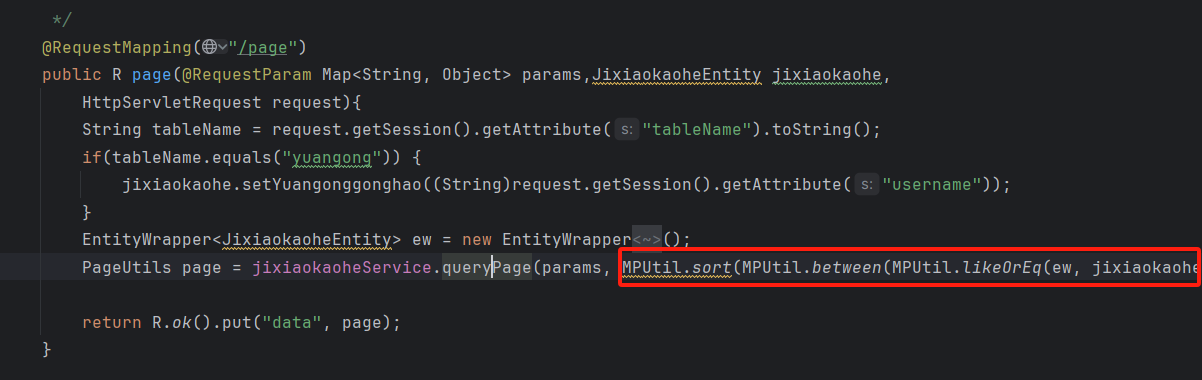 */
@RequestMapping("/page")
public R page(@RequestParam Map<String, Object> params,JixiaokaoheEntity jixiaokaohe,
HttpServletRequest request){
String tableName = request.getSession().getAttribute( s: "tableName").toString();
if(tableName.equals("yuangong")) {
jixiaokaohe.setYuangonggonghao((String)request.getSession().getAttribute( s: "username"));
}
EntityWrapper<JixiaokaoheEntity> ew = new EntityWrapper<~>();
PageUtils page = jixiaokaoheService.queryPage(params, MPUtil.sort(MPUtil.between(MPUtil.likeOrEq(ew, jixiaokaohe
return R.ok().put("data", page);
}